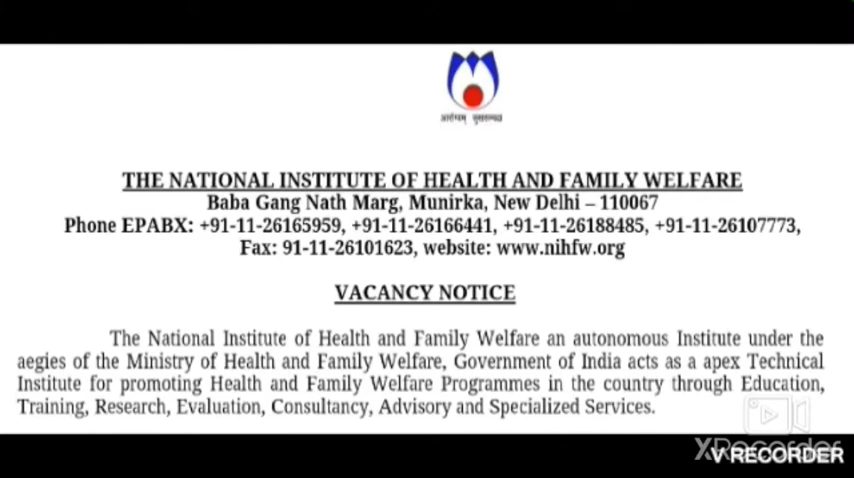 आरोग्यम् सुखसम्पदा
THE NATIONAL INSTITUTE OF HEALTH AND FAMILY WELFARE
Baba Gang Nath Marg, Munirka, New Delhi – 110067
Phone EPABX: +91-11-26165959, +91-11-26166441, +91-11-26188485, +91-11-26107773,
Fax: 91-11-26101623, website: www.nihfw.org
VACANCY NOTICE
The National Institute of Health and Family Welfare an autonomous Institute under the
aegies of the Ministry of Health and Family Welfare, Government of India acts as a apex Technical
Institute for promoting Health and Family Welfare Programmes in the country through Education,
Training, Research, Evaluation, Consultancy, Advisory and Specialized Services.
XRecorder
V RECORDER